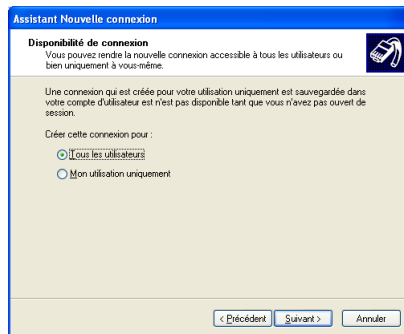 Assistant Nouvelle connexion
Disponibilité de connexion
Vous pouvez rendre la nouvelle connexion accessible à tous les utilisateurs ou
bien uniquement à vous-même.
Une connexion qui est créée pour votre utilisation uniquement est sauvegardée dans
votre compte d'utilisateur est n'est pas disponible tant que vous n'avez pas ouvert de
session.
Créer cette connexion pour :
Tous les utilisateurs
Mon utilisation uniquement
< Précédent Suivant > Annuler